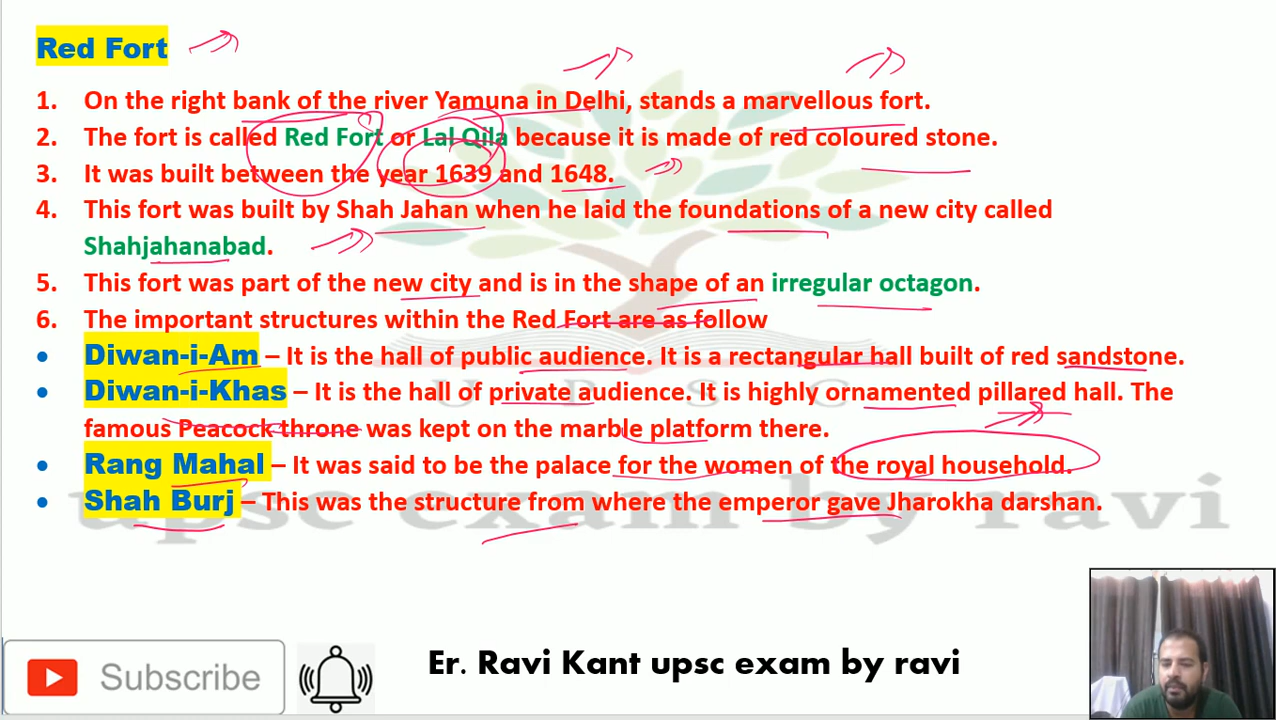 Red Fort
1. On the right bank of the river Yamuna in Delhi, stands a marvellous fort.
2. The fort is called Red Fort or Lal Qila because it is made of red coloured stone.
3. It was built between the year 1639 and 1648.
4. This fort was built by Shah Jahan when he laid the foundations of a new city called
Shahjahanabad.
5. This fort was part of the new city and is in the shape of an irregular octagon.
6. The important structures within the Red Fort are as follow
• Diwan-i-Am – It is the hall of public audience. It is a rectangular hall built of red sandstone.
• Diwan-i-Khas – It is the hall of private audience. It is highly ornamented pillared hall. The
famous Peacock throne was kept on the marble platform there.
• Rang Mahal – It was said to be the palace for the women of the royal household.
• Shah Burj – This was the structure from where the emperor gave Jharokha darshan.
UPSC
upsc exam by ravi
Subscribe
Er. Ravi Kant upsc exam by ravi